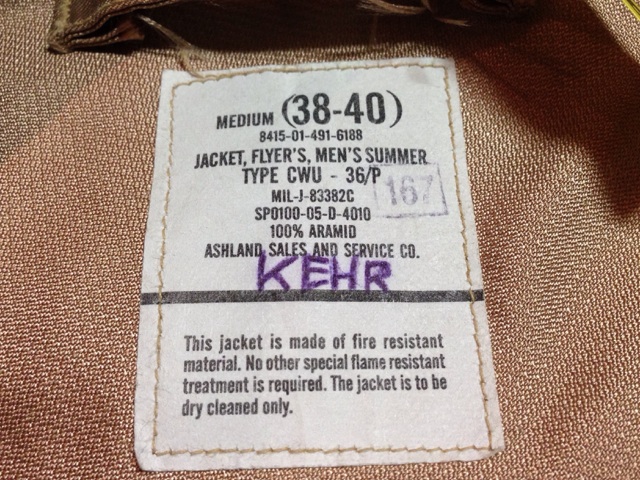 MEDIUM (38-40)
8415-01-491-6188
JACKET, FLYER'S, MEN'S SUMMER
TYPE CWU - 36/P
167
MIL-J-83382C
SP0100-05-D-4010
100% ARAMID
ASHLAND SALES AND SERVICE CO.
KEHR
This jacket is made of fire resistant
material. No other special flame resistant
treatment is required. The jacket is to be
dry cleaned only.